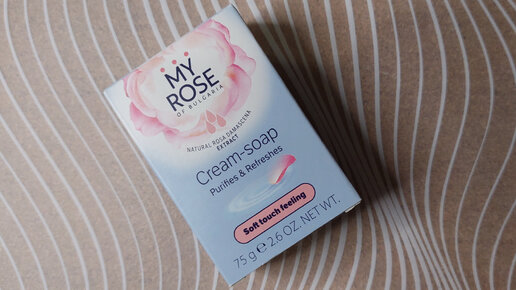 MY
ROSE
OF BULGARIA
NATURAL ROSA DAMASCENA
EXTRACT
Cream-soap
Purifies & Refreshes
Soft touch feeling
75 g ℮ 2.6 OZ. NET WT.